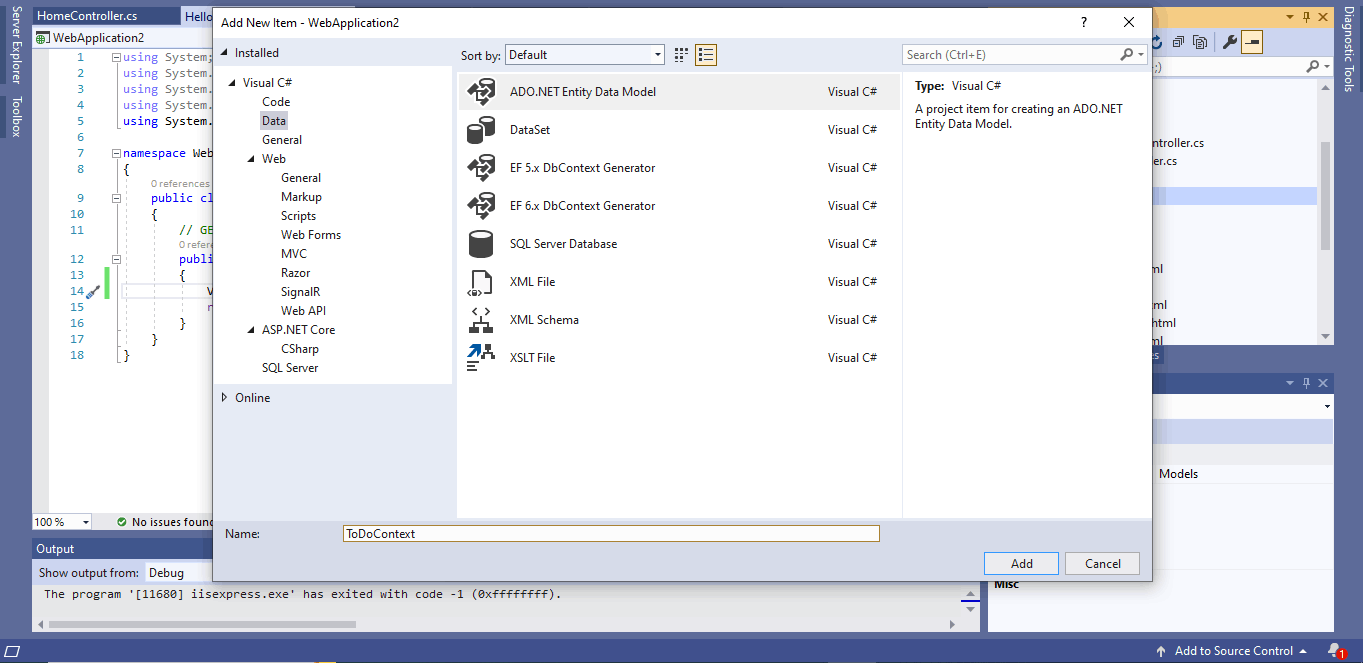 Server Explorer
Toolbox
HomeController.cs
Hello
WebApplication2
1 using System;
2 using System.
3 using System.
4 using System.
5 using System.
6
7 namespace Web
8 {
0 references
9 public cl
10 {
11 // GE
0 refere
12 publi
13 {
14 V
15 r
16 }
17 }
18 }
100 %
No issues found
Output
Show output from: Debug
The program '[11680] iisexpress.exe' has exited with code -1 (0xffffffff).
Add New Item - WebApplication2
?
Installed
Visual C#
Code
Data
General
Web
General
Markup
Scripts
Web Forms
MVC
Razor
SignalR
Web API
ASP.NET Core
CSharp
SQL Server
Online
Sort by: Default
Search (Ctrl+E)
ADO.NET Entity Data Model Visual C#
DataSet Visual C#
EF 5.x DbContext Generator Visual C#
EF 6.x DbContext Generator Visual C#
SQL Server Database Visual C#
XML File Visual C#
XML Schema Visual C#
XSLT File Visual C#
Type: Visual C#
A project item for creating an ADO.NET
Entity Data Model.
Name: ToDoContext
Add
Cancel
;)
ntroller.cs
er.cs
ml
ml
html
ml
es
Models
Misc
Diagnostic Tools
Add to Source Control
1